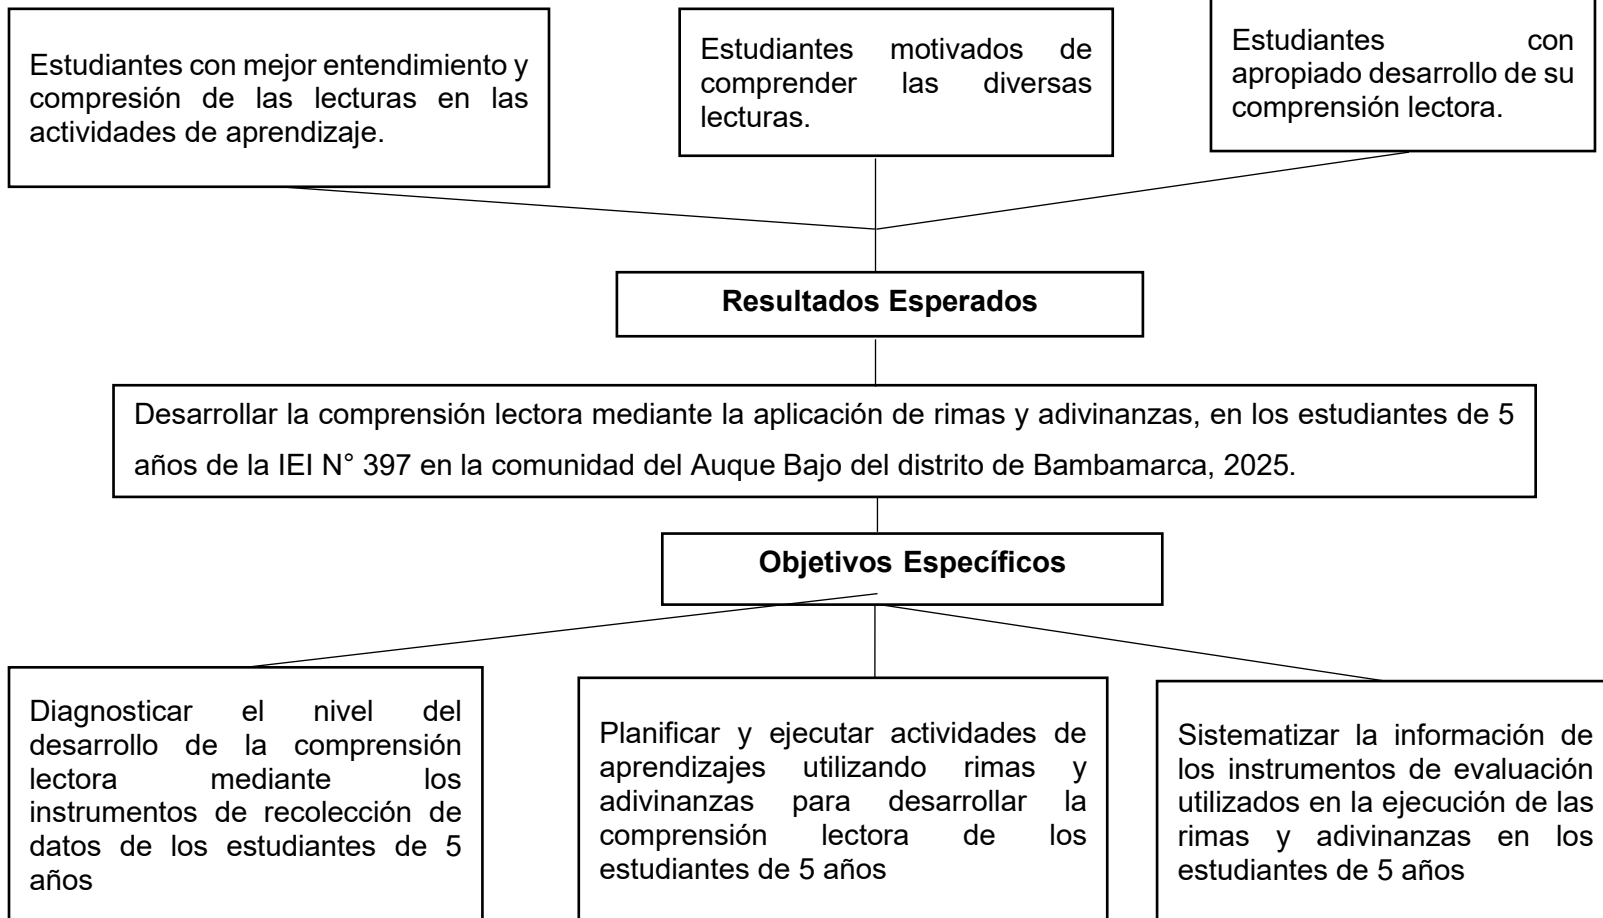 Estudiantes con mejor entendimiento y
compresión de las lecturas en las
actividades de aprendizaje.
Estudiantes motivados de
comprender las diversas
lecturas.
Estudiantes con
apropiado desarrollo de su
comprensión lectora.
Resultados Esperados
Desarrollar la comprensión lectora mediante la aplicación de rimas y adivinanzas, en los estudiantes de 5
años de la IEI N° 397 en la comunidad del Auque Bajo del distrito de Bambamarca, 2025.
Objetivos Específicos
Diagnosticar el nivel del
desarrollo de la comprensión
lectora mediante los
instrumentos de recolección de
datos de los estudiantes de 5
años
Planificar y ejecutar actividades de
aprendizajes utilizando rimas y
adivinanzas para desarrollar la
comprensión lectora de los
estudiantes de 5 años
Sistematizar la información de
los instrumentos de evaluación
utilizados en la ejecución de las
rimas y adivinanzas en los
estudiantes de 5 años